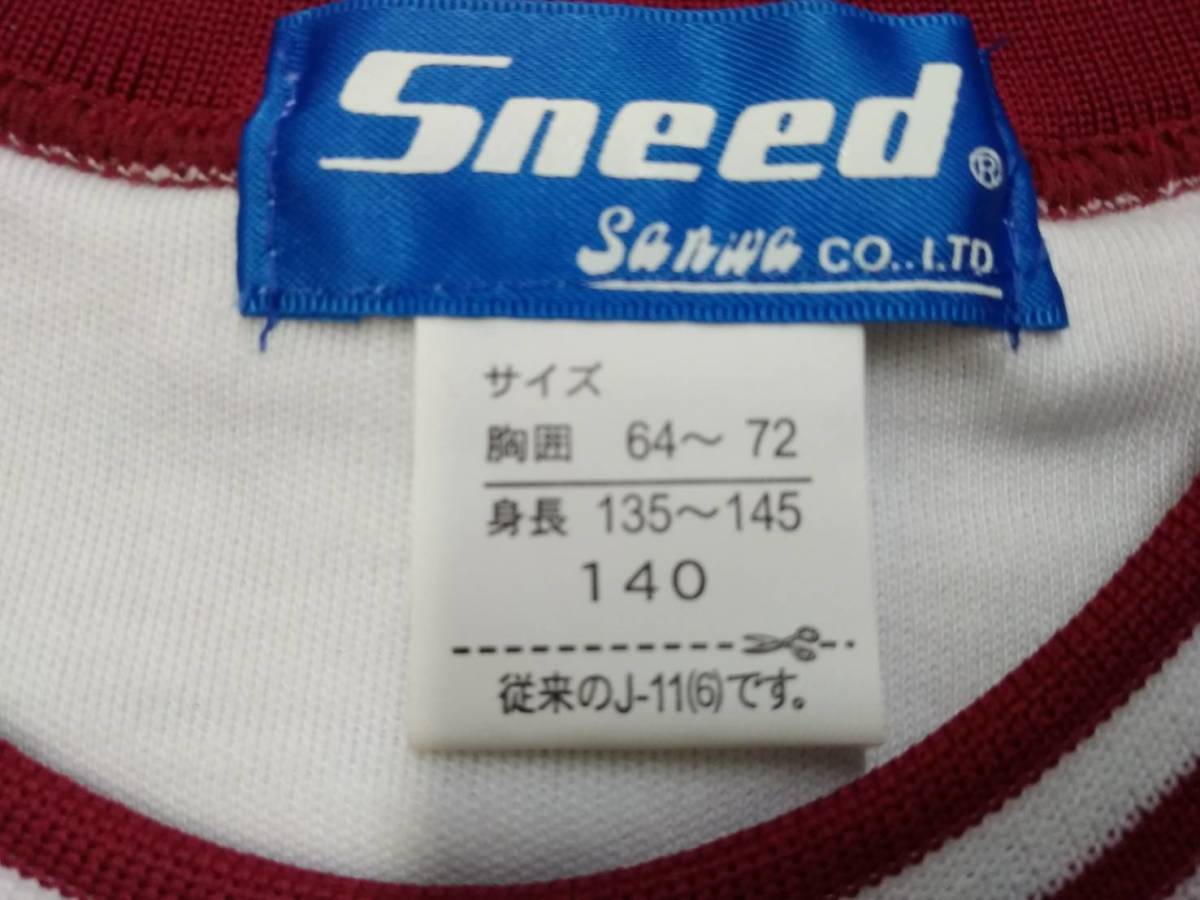 Sneed®
Sanwa CO.,LTD
サイズ
胸囲 64～ 72
身長 135～145
140
従来のJ-11(6)です。